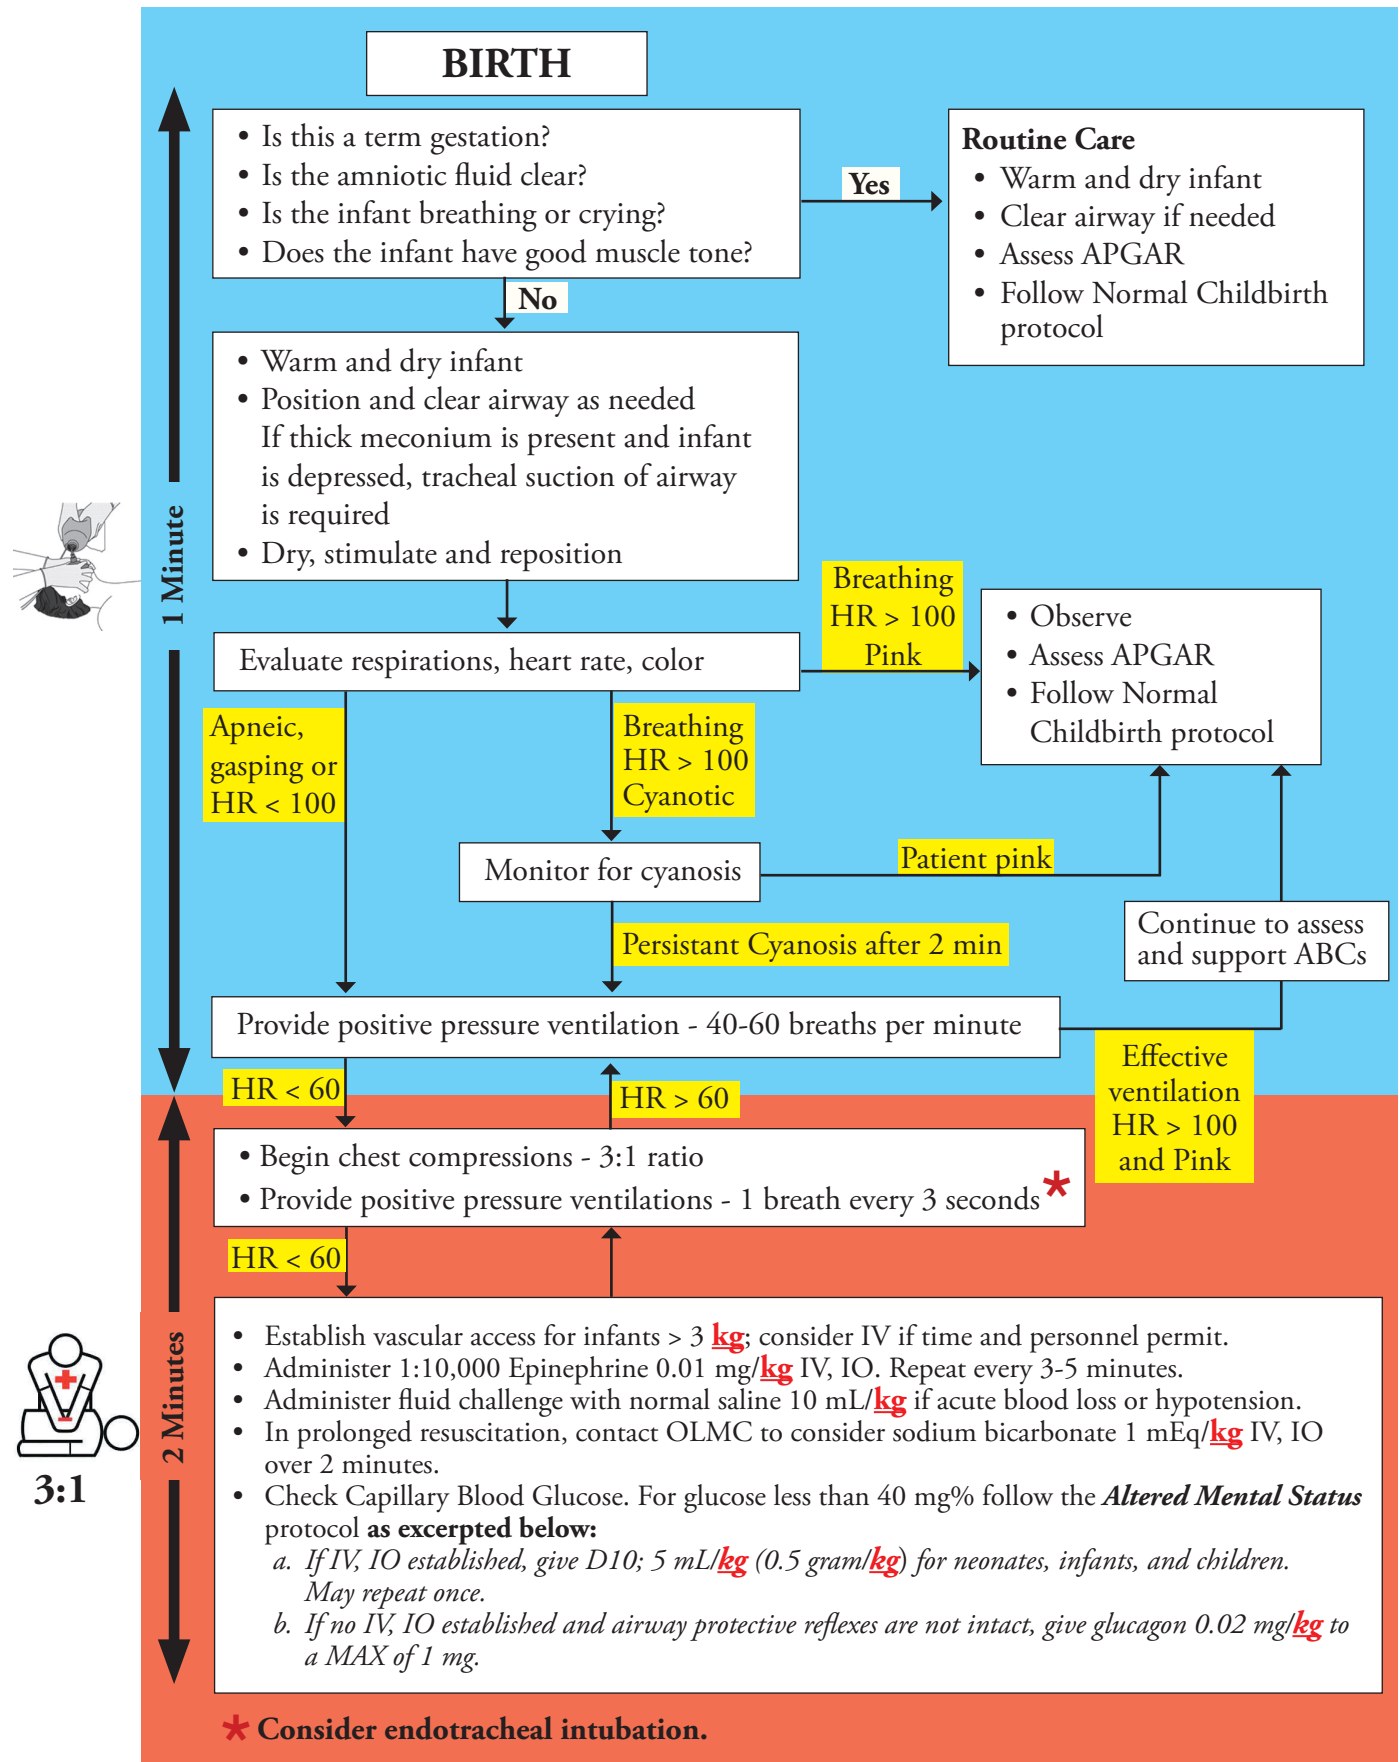 BIRTH
• Is this a term gestation?
• Is the amniotic fluid clear?
• Is the infant breathing or crying?
• Does the infant have good muscle tone?
Yes
Routine Care
• Warm and dry infant
• Clear airway if needed
• Assess APGAR
• Follow Normal Childbirth
protocol
No
• Warm and dry infant
• Position and clear airway as needed
If thick meconium is present and infant
is depressed, tracheal suction of airway
is required
• Dry, stimulate and reposition
1 Minute
Evaluate respirations, heart rate, color
Breathing
HR > 100
Pink
• Observe
• Assess APGAR
• Follow Normal
Childbirth protocol
Apneic,
gasping or
HR < 100
Breathing
HR > 100
Cyanotic
Monitor for cyanosis
Patient pink
Persistant Cyanosis after 2 min
Continue to assess
and support ABCs
Provide positive pressure ventilation - 40-60 breaths per minute
Effective
ventilation
HR > 100
and Pink
HR < 60
HR > 60
• Begin chest compressions - 3:1 ratio
• Provide positive pressure ventilations - 1 breath every 3 seconds*
HR < 60
2 Minutes
3:1
• Establish vascular access for infants > 3 kg; consider IV if time and personnel permit.
• Administer 1:10,000 Epinephrine 0.01 mg/kg IV, IO. Repeat every 3-5 minutes.
• Administer fluid challenge with normal saline 10 mL/kg if acute blood loss or hypotension.
• In prolonged resuscitation, contact OLMC to consider sodium bicarbonate 1 mEq/kg IV, IO
over 2 minutes.
• Check Capillary Blood Glucose. For glucose less than 40 mg% follow the Altered Mental Status
protocol as excerpted below:
a. If IV, IO established, give D10; 5 mL/kg (0.5 gram/kg) for neonates, infants, and children.
May repeat once.
b. If no IV, IO established and airway protective reflexes are not intact, give glucagon 0.02 mg/kg to
a MAX of 1 mg.
* Consider endotracheal intubation.